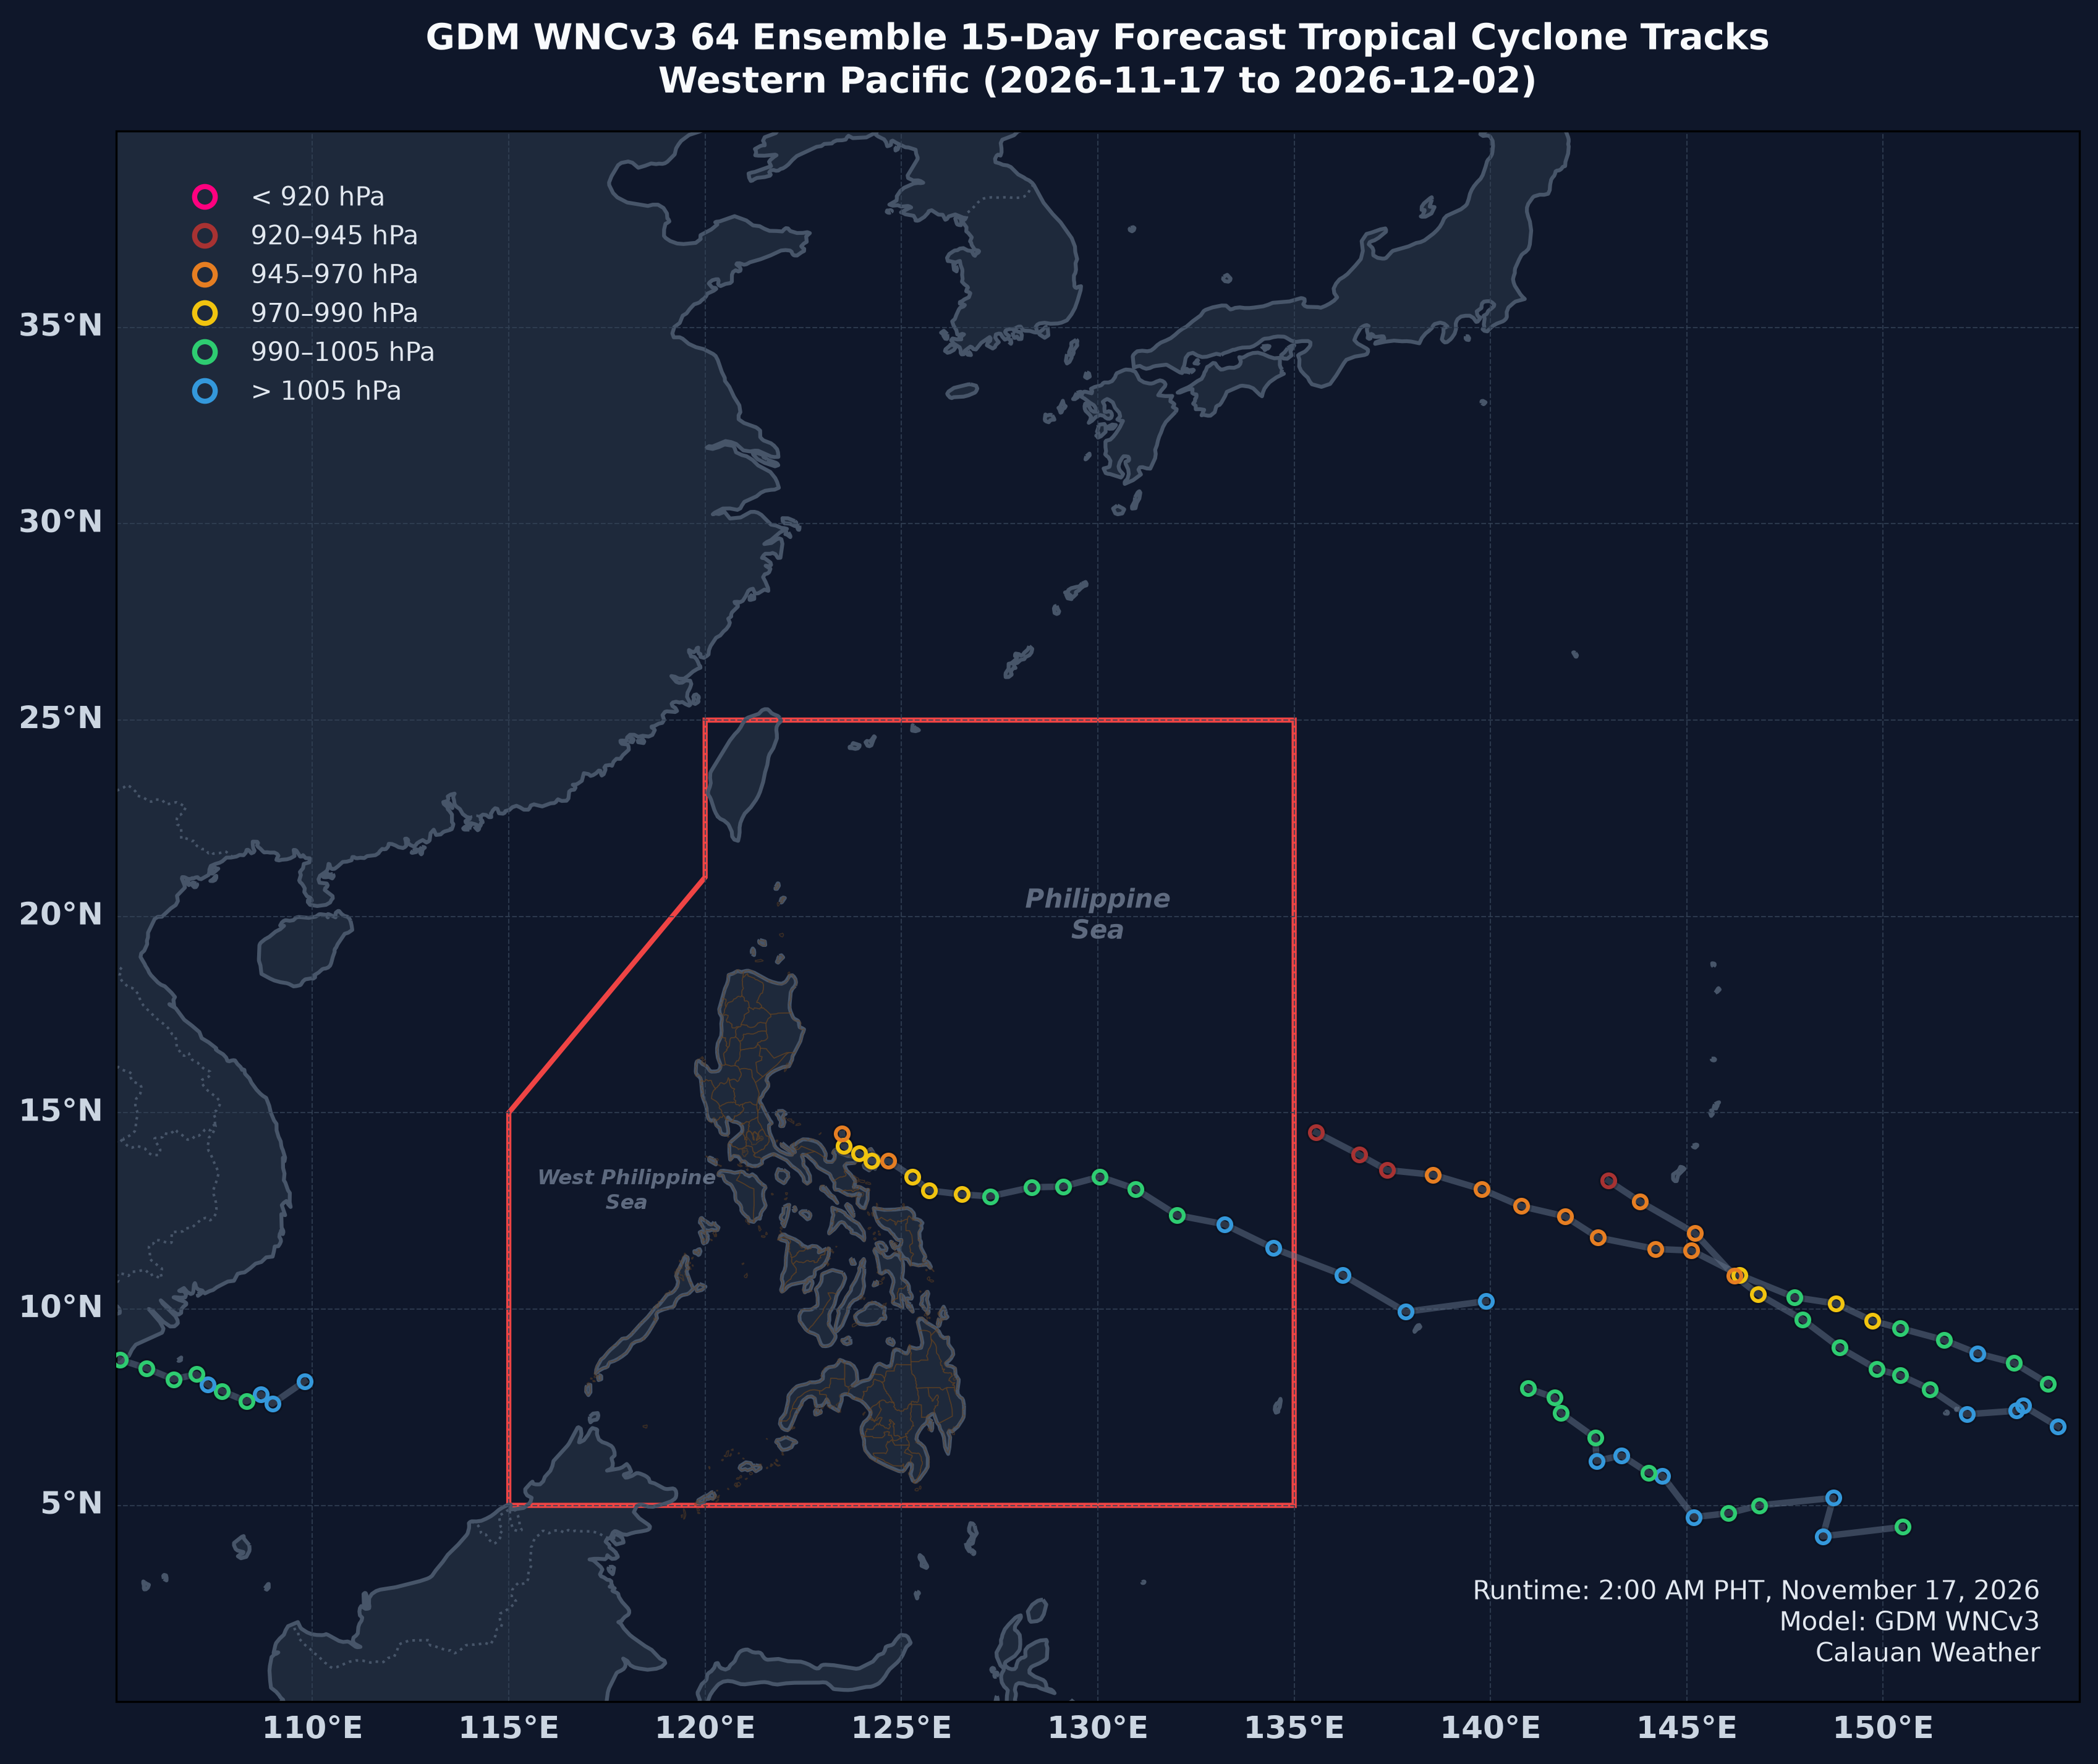 GDM WNCv3 64 Ensemble 15-Day Forecast Tropical Cyclone Tracks
Western Pacific (2026-11-17 to 2026-12-02)
< 920 hPa
920–945 hPa
945–970 hPa
970–990 hPa
990–1005 hPa
> 1005 hPa
35°N
30°N
25°N
20°N
15°N
10°N
5°N
Philippine
Sea
West Philippine
Sea
Runtime: 2:00 AM PHT, November 17, 2026
Model: GDM WNCv3
Calauan Weather
110°E
115°E
120°E
125°E
130°E
135°E
140°E
145°E
150°E